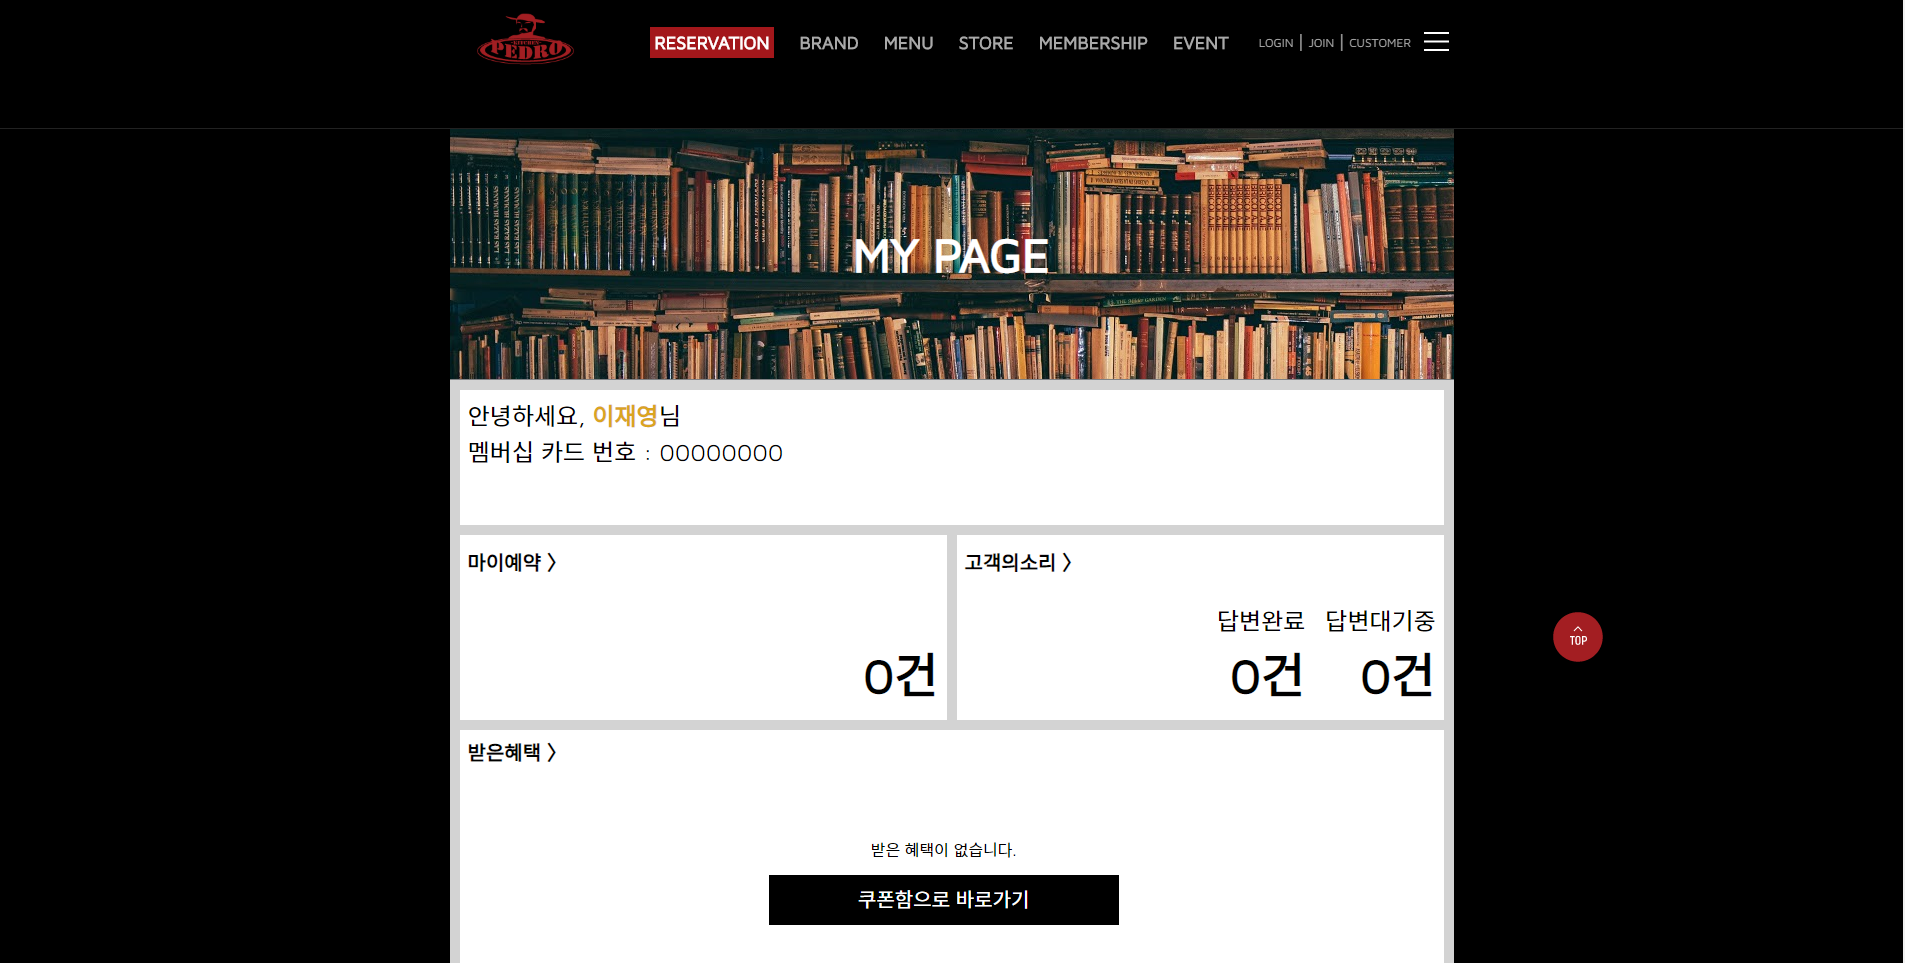 KITCHEN
PEDRO
RESERVATION BRAND MENU STORE MEMBERSHIP EVENT LOGIN | JOIN | CUSTOMER
MY PAGE
안녕하세요, 이재영님
멤버십 카드 번호 : 00000000
마이예약 〉
0건
고객의소리 〉
답변완료 답변대기중
0건 0건
TOP
받은혜택 〉
받은 혜택이 없습니다.
쿠폰함으로 바로가기